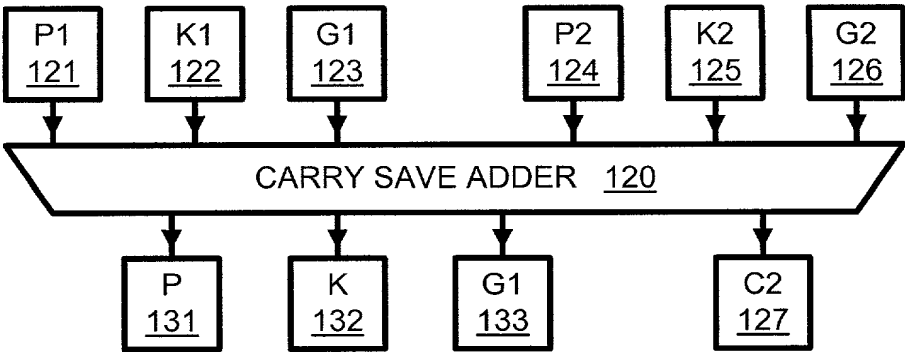 P1 K1 G1 P2 K2 G2
121 122 123 124 125 126
CARRY SAVE ADDER 120
P K G1 C2
131 132 133 127